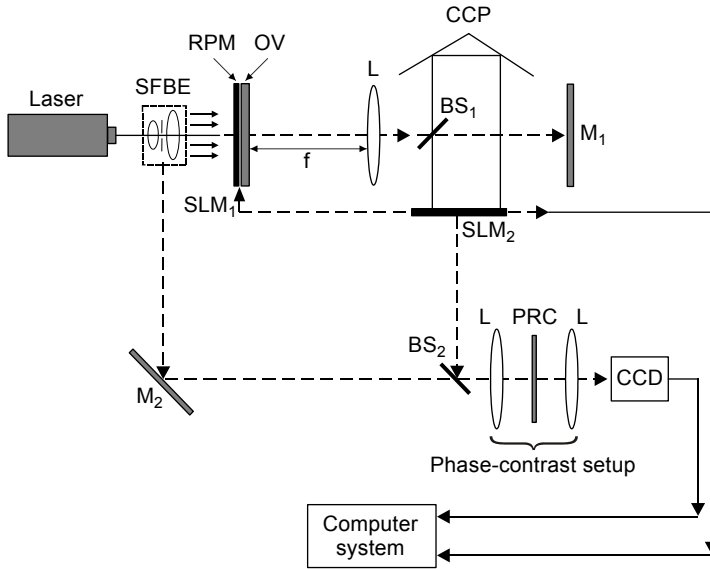 CCP
RPM OV
SFBE
L
Laser
BS1
M1
f
SLM1
SLM2
L PRC L
BS2
CCD
M2
Phase-contrast setup
Computer
system